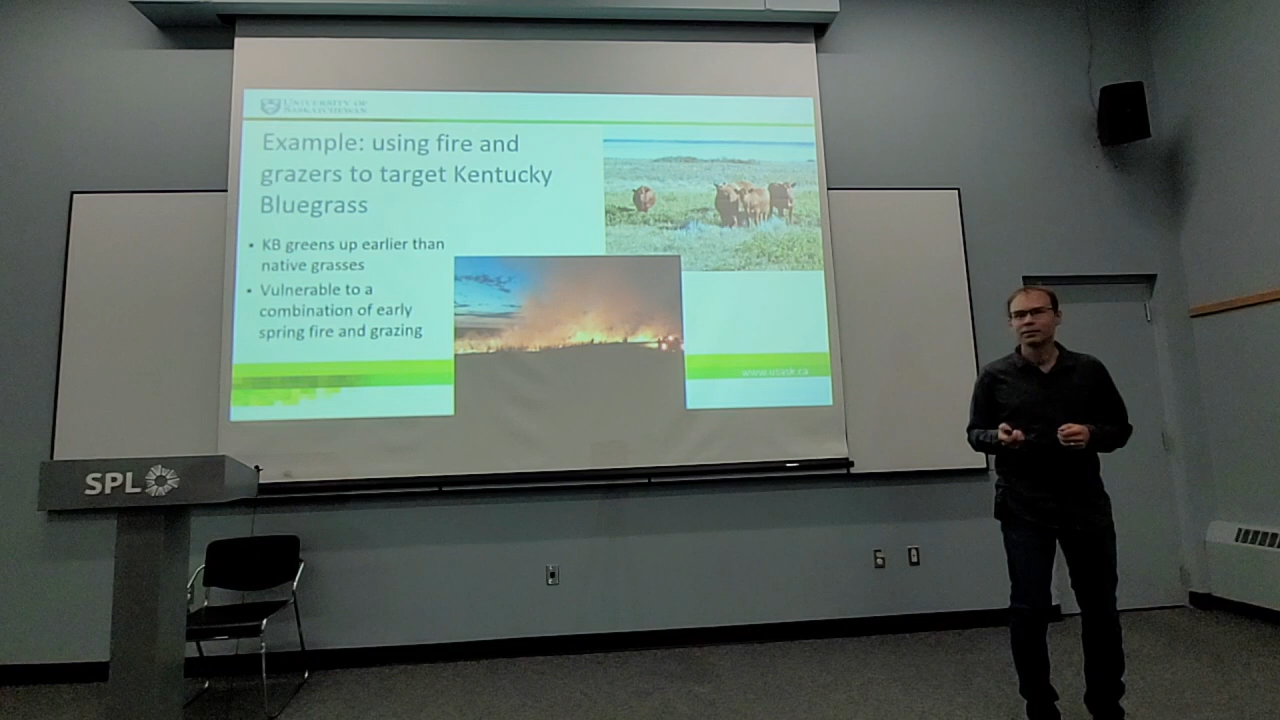 UNIVERSITY OF
SASKATCHEWAN
Example: using fire and
grazers to target Kentucky
Bluegrass
• KB greens up earlier than
native grasses
• Vulnerable to a
combination of early
spring fire and grazing
www.usask.ca
SPL